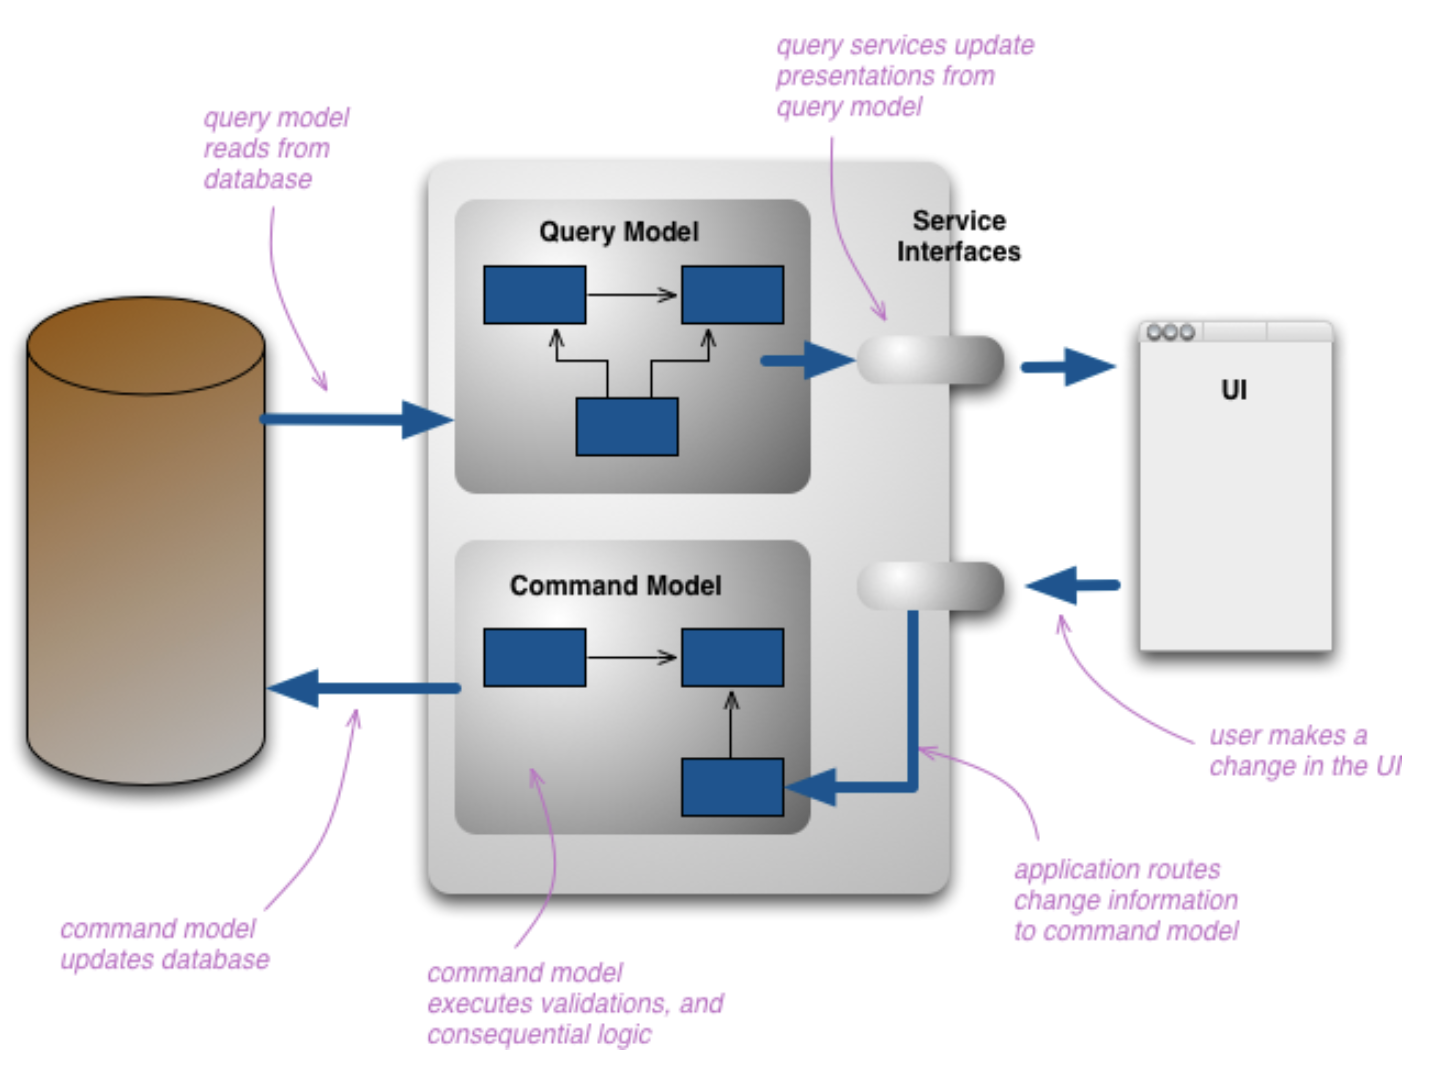 query services update
presentations from
query model
query model
reads from
database
Query Model
Service
Interfaces
UI
Command Model
user makes a
change in the UI
application routes
change information
to command model
command model
updates database
command model
executes validations, and
consequential logic